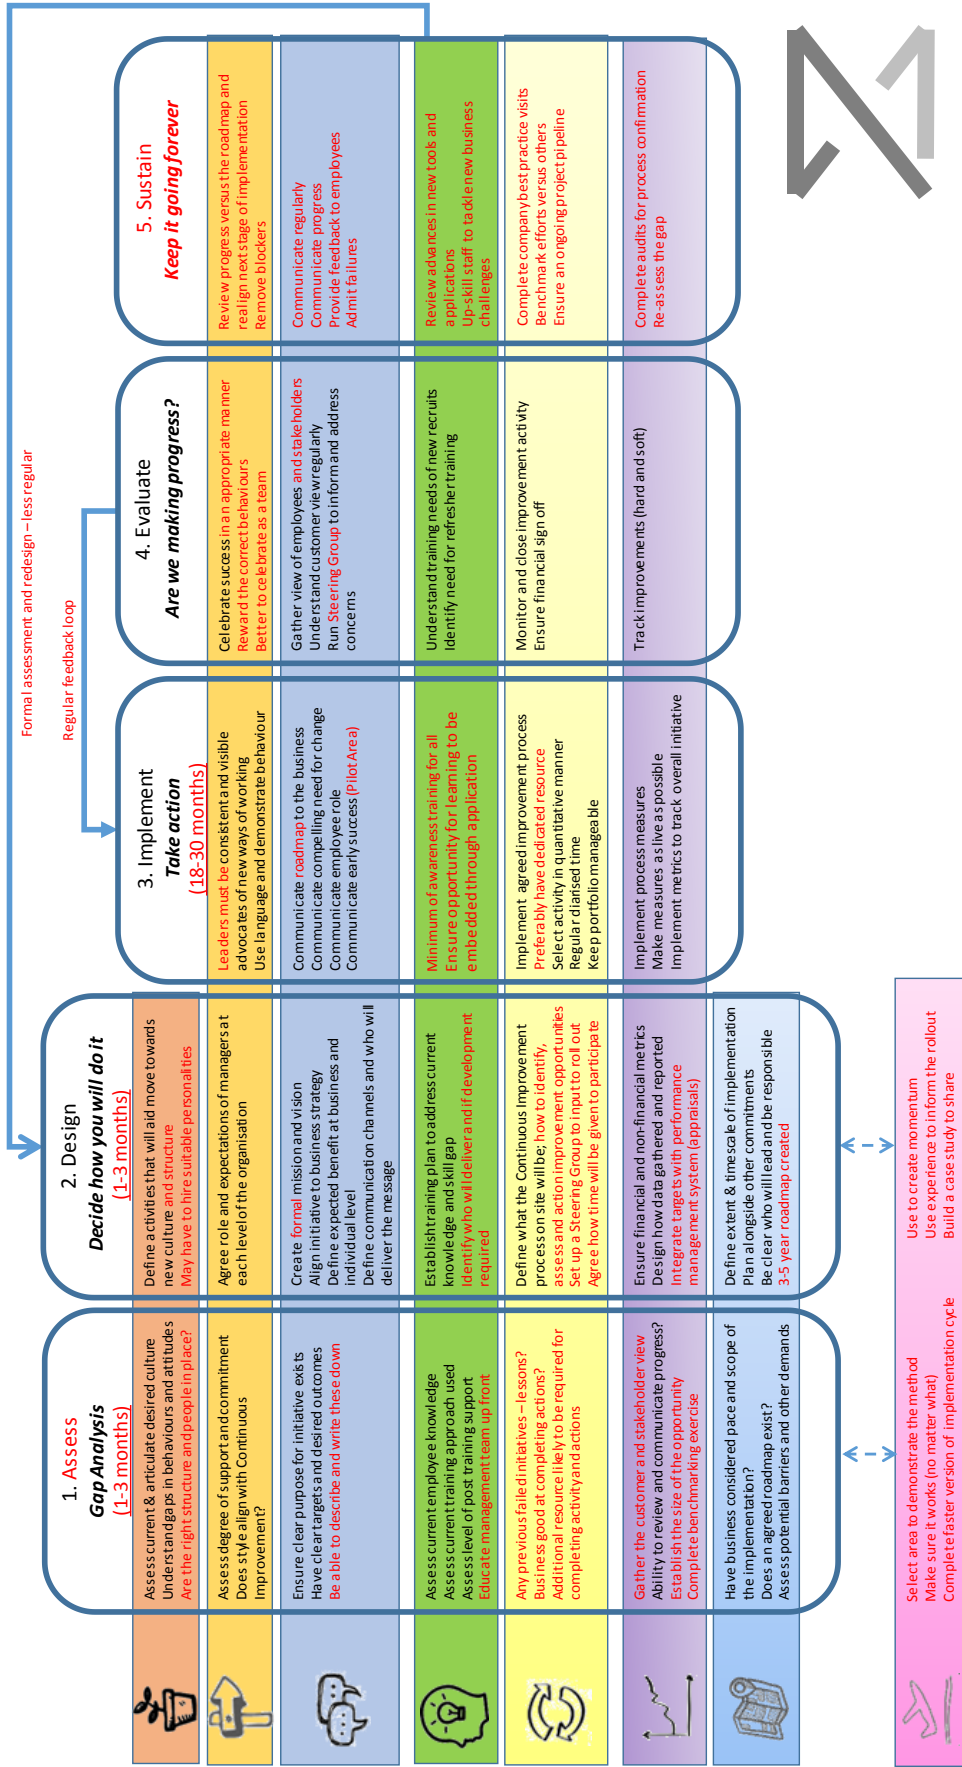 Formal assessment and redesign – less regular
Regular feedback loop
1. Assess
Gap Analysis
(1-3 months)
2. Design
Decide how you will do it
(1-3 months)
3. Implement
Take action
(18-30 months)
4. Evaluate
Are we making progress?
5. Sustain
Keep it going forever
Assess current & articulate desired culture
Understand gaps in behaviours and attitudes
Are the right structure and people in place?
Define activities that will aid move towards
new culture and structure
May have to hire suitable personalities
Assess degree of support and commitment
Does style align with Continuous
Improvement?
Agree role and expectations of managers at
each level of the organisation
Leaders must be consistent and visible
advocates of new ways of working
Use language and demonstrate behaviour
Celebrate success in an appropriate manner
Reward the correct behaviours
Better to celebrate as a team
Review progress versus the roadmap and
realign next stage of implementation
Remove blockers
Ensure clear purpose for initiative exists
Have clear targets and desired outcomes
Be able to describe and write these down
Create formal mission and vision
Align initiative to business strategy
Define expected benefit at business and
individual level
Define communication channels and who will
deliver the message
Communicate roadmap to the business
Communicate compelling need for change
Communicate employee role
Communicate early success (Pilot Area)
Gather view of employees and stakeholders
Understand customer view regularly
Run Steering Group to inform and address
concerns
Communicate regularly
Communicate progress
Provide feedback to employees
Admit failures
Assess current employee knowledge
Assess current training approach used
Assess level of post training support
Educate management team up front
Establish training plan to address current
knowledge and skill gap
Identify who will deliver and if development
required
Minimum of awareness training for all
Ensure opportunity for learning to be
embedded through application
Understand training needs of new recruits
Identify need for refresher training
Review advances in new tools and
applications
Up-skill staff to tackle new business
challenges
Any previous failed initiatives – lessons?
Business good at completing actions?
Additional resource likely to be required for
completing activity and actions
Define what the Continuous Improvement
process on site will be; how to identify,
assess and action improvement opportunities
Set up a Steering Group to input to roll out
Agree how time will be given to participate
Implement agreed improvement process
Preferably have dedicated resource
Select activity in quantitative manner
Regular diarised time
Keep portfolio manageable
Monitor and close improvement activity
Ensure financial sign off
Complete company best practice visits
Benchmark efforts versus others
Ensure an ongoing project pipeline
Gather the customer and stakeholder view
Ability to review and communicate progress?
Establish the size of the opportunity
Complete benchmarking exercise
Ensure financial and non-financial metrics
Design how data gathered and reported
Integrate targets with performance
management system (appraisals)
Implement process measures
Make measures as live as possible
Implement metrics to track overall initiative
Track improvements (hard and soft)
Complete audits for process confirmation
Re-assess the gap
Have business considered pace and scope of
the implementation?
Does an agreed roadmap exist?
Assess potential barriers and other demands
Define extent & timescale of implementation
Plan alongside other commitments
Be clear who will lead and be responsible
3-5 year roadmap created
Select area to demonstrate the method
Make sure it works (no matter what)
Complete faster version of implementation cycle
Use to create momentum
Use experience to inform the rollout
Build a case study to share